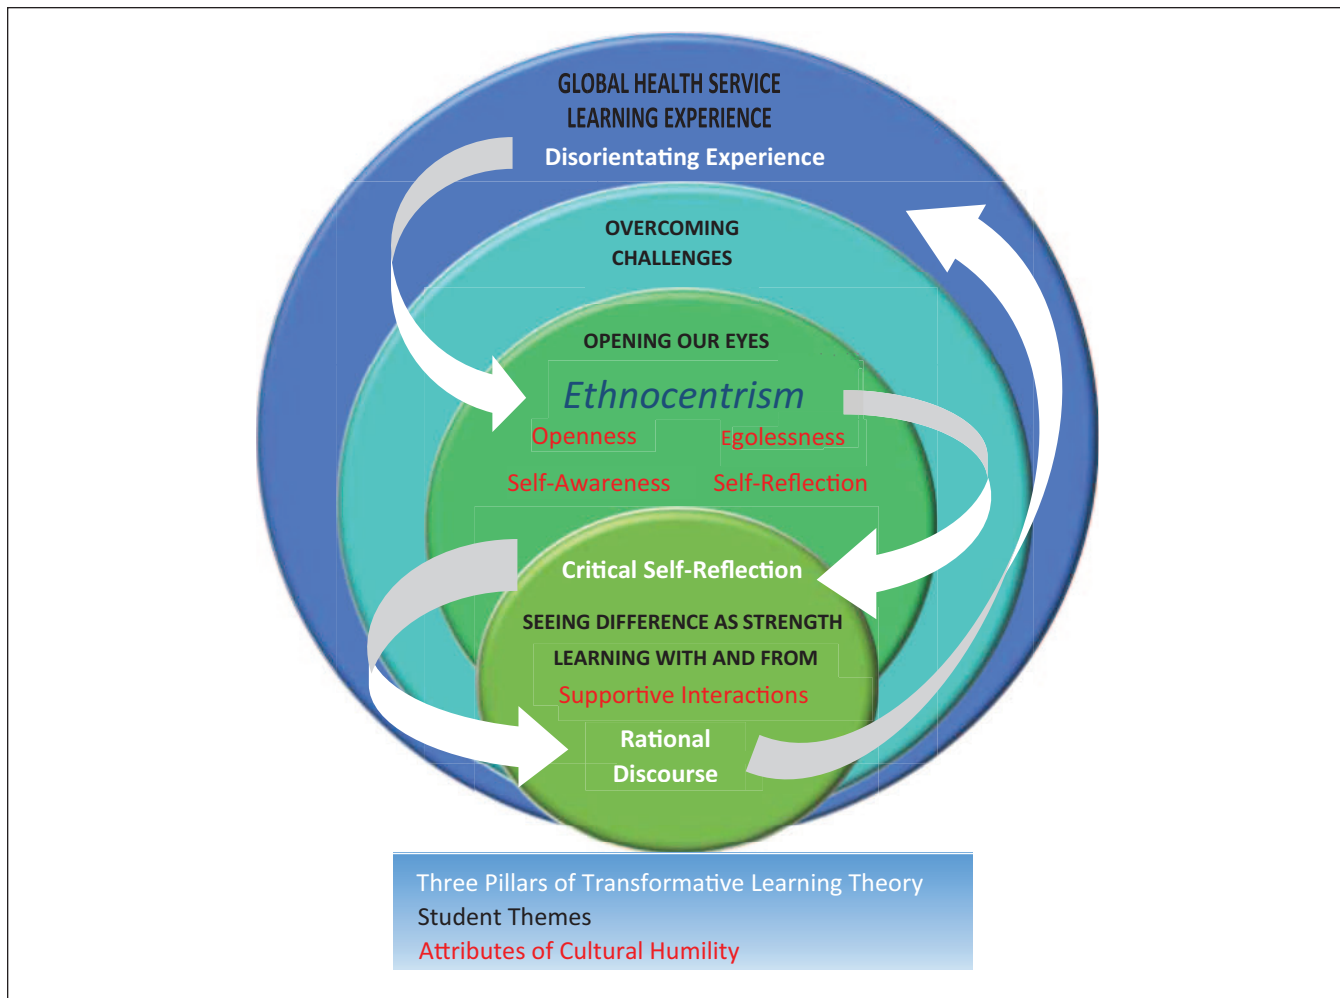 GLOBAL HEALTH SERVICE
LEARNING EXPERIENCE
Disorientating Experience
OVERCOMING
CHALLENGES
OPENING OUR EYES
Ethnocentrism
Openness Egolessness
Self-Awareness Self-Reflection
Critical Self-Reflection
SEEING DIFFERENCE AS STRENGTH
LEARNING WITH AND FROM
Supportive Interactions
Rational
Discourse
Three Pillars of Transformative Learning Theory
Student Themes
Attributes of Cultural Humility